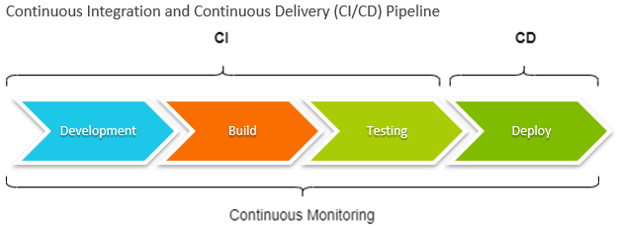 Continuous Integration and Continuous Delivery (CI/CD) Pipeline
CI
CD
Development
Build
Testing
Deploy
Continuous Monitoring